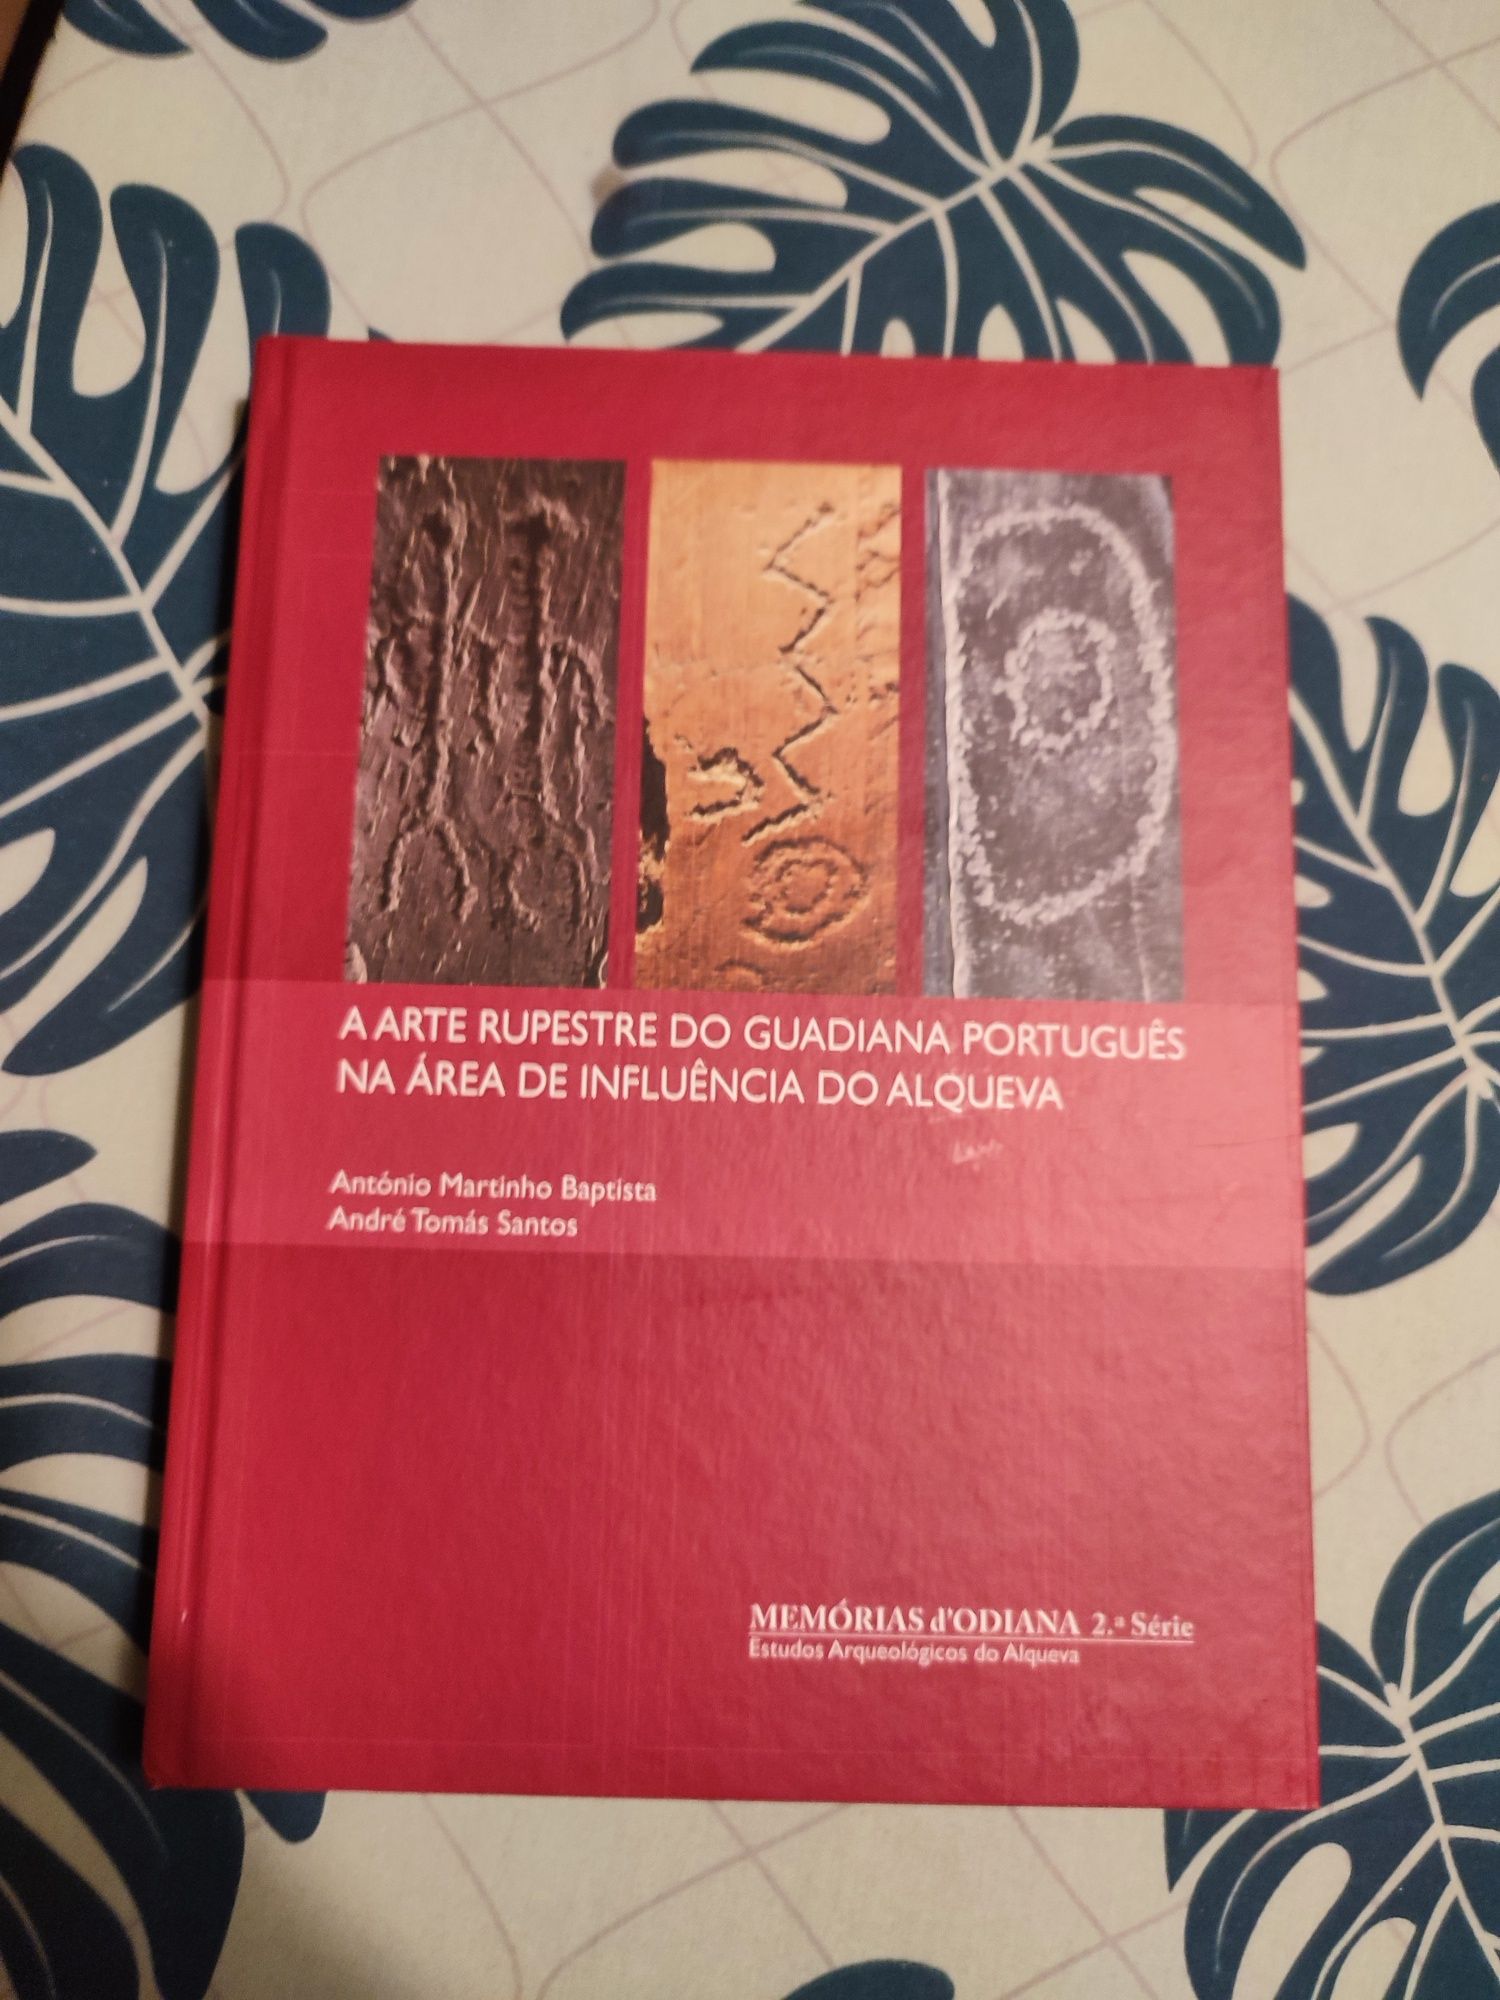 A ARTE RUPESTRE DO GUADIANA PORTUGUÊS
NA ÁREA DE INFLUÊNCIA DO ALQUEVA
António Martinho Baptista
André Tomás Santos
MEMÓRIAS d'ODIANA 2.ª Série
Estudos Arqueológicos do Alqueva